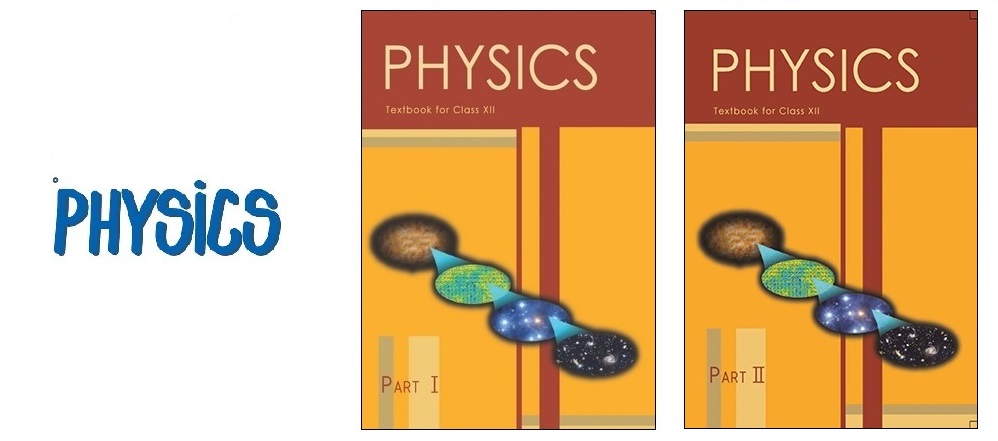 PHYSiCS
PHYSICS
Textbook for Class XII
PART I
PHYSICS
Textbook for Class XII
PART II